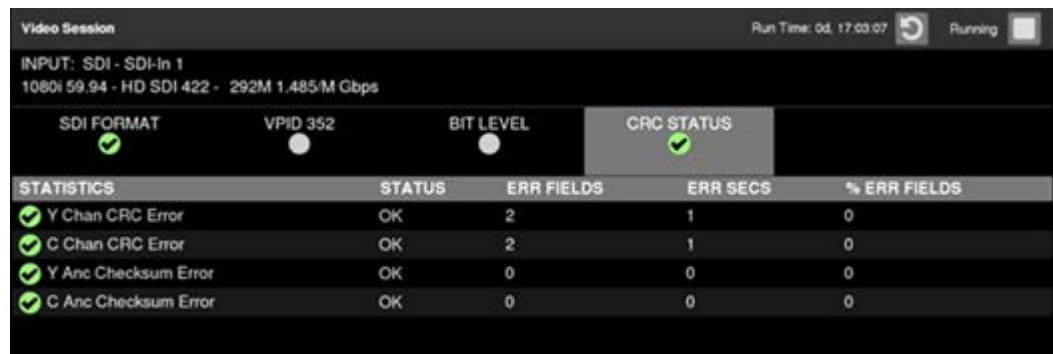 Video Session Run Time: 0d, 17:03:07 Running
INPUT: SDI - SDI-In 1
1080i 59.94 - HD SDI 422 - 292M 1.485/M Gbps
SDI FORMAT VPID 352 BIT LEVEL CRC STATUS
STATISTICS STATUS ERR FIELDS ERR SECS % ERR FIELDS
Y Chan CRC Error OK 2 1 0
C Chan CRC Error OK 2 1 0
Y Anc Checksum Error OK 0 0 0
C Anc Checksum Error OK 0 0 0